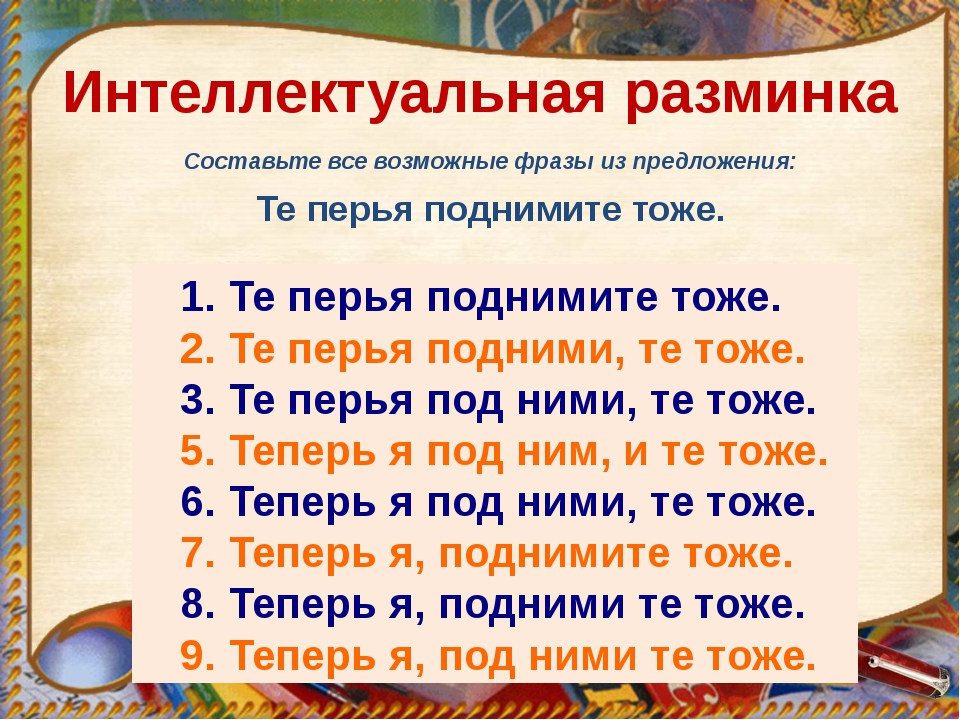 Интеллектуальная разминка
Составьте все возможные фразы из предложения:
Те перья поднимите тоже.
1. Те перья поднимите тоже.
2. Те перья подними, те тоже.
3. Те перья под ними, те тоже.
5. Теперь я под ним, и те тоже.
6. Теперь я под ними, те тоже.
7. Теперь я, поднимите тоже.
8. Теперь я, подними те тоже.
9. Теперь я, под ними те тоже.